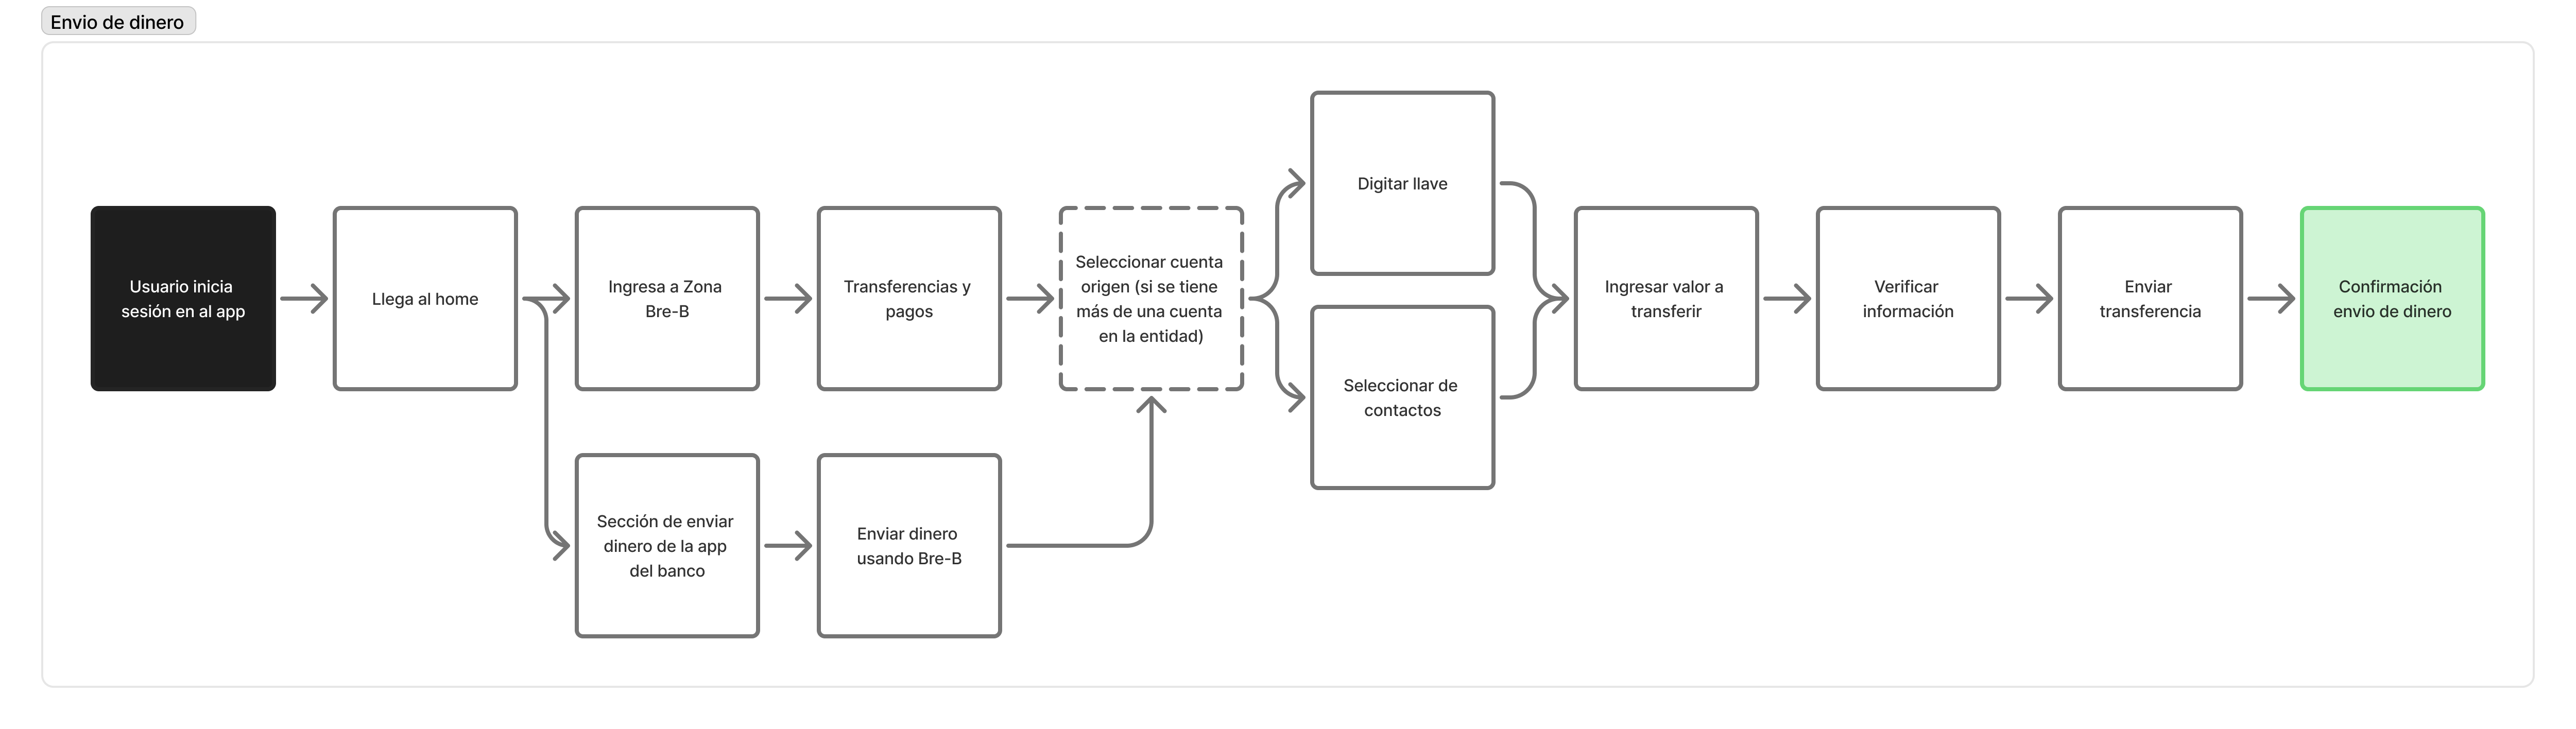 Envio de dinero
Usuario inicia
sesión en al app
Llega al home
Ingresa a Zona
Bre-B
Transferencias y
pagos
Seleccionar cuenta
origen (si se tiene
más de una cuenta
en la entidad)
Digitar llave
Seleccionar de
contactos
Ingresar valor a
transferir
Verificar
información
Enviar
transferencia
Confirmación
envio de dinero
Sección de enviar
dinero de la app
del banco
Enviar dinero
usando Bre-B